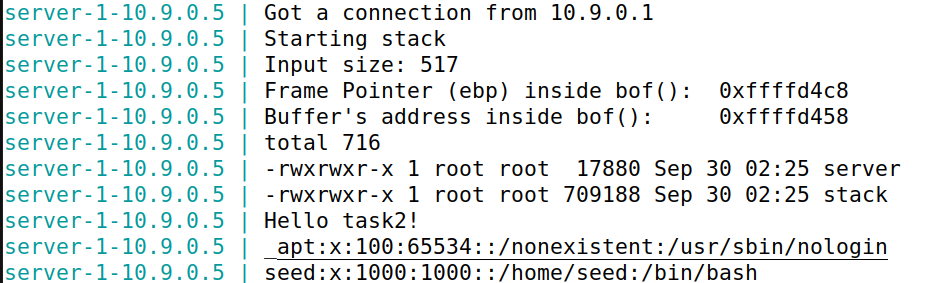 server-1-10.9.0.5 | Got a connection from 10.9.0.1
server-1-10.9.0.5 | Starting stack
server-1-10.9.0.5 | Input size: 517
server-1-10.9.0.5 | Frame Pointer (ebp) inside bof():  0xffffd4c8
server-1-10.9.0.5 | Buffer's address inside bof():     0xffffd458
server-1-10.9.0.5 | total 716
server-1-10.9.0.5 | -rwxrwxr-x 1 root root  17880 Sep 30 02:25 server
server-1-10.9.0.5 | -rwxrwxr-x 1 root root 709188 Sep 30 02:25 stack
server-1-10.9.0.5 | Hello task2!
server-1-10.9.0.5 | _apt:x:100:65534::/nonexistent:/usr/sbin/nologin
server-1-10.9.0.5 | seed:x:1000:1000::/home/seed:/bin/bash